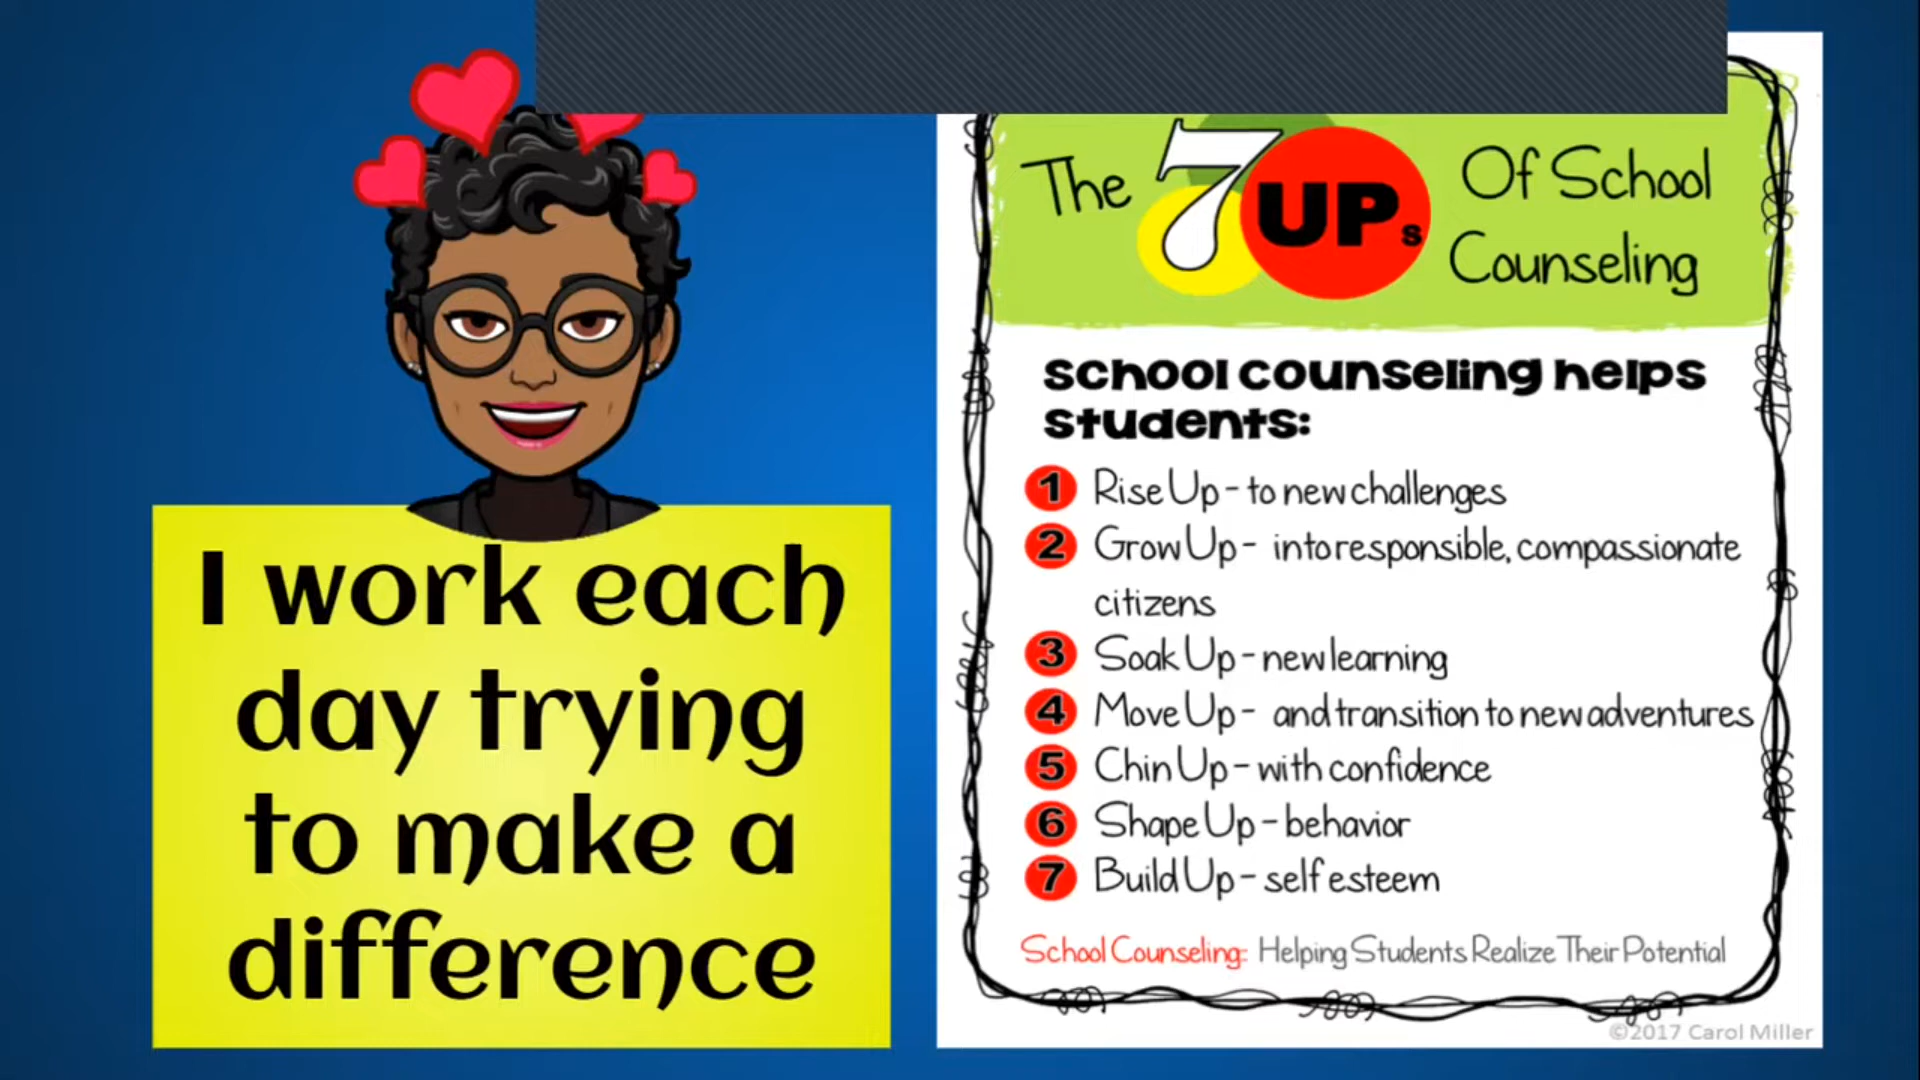 I work each
day trying
to make a
difference
The 7 UPs Of School
Counseling
School counseling helps
students:
1 Rise Up - to new challenges
2 Grow Up - into responsible, compassionate
citizens
3 Soak Up - new learning
4 Move Up - and transition to new adventures
5 Chin Up - with confidence
6 Shape Up - behavior
7 Build Up - self esteem
School Counseling: Helping Students Realize Their Potential
©2017 Carol Miller